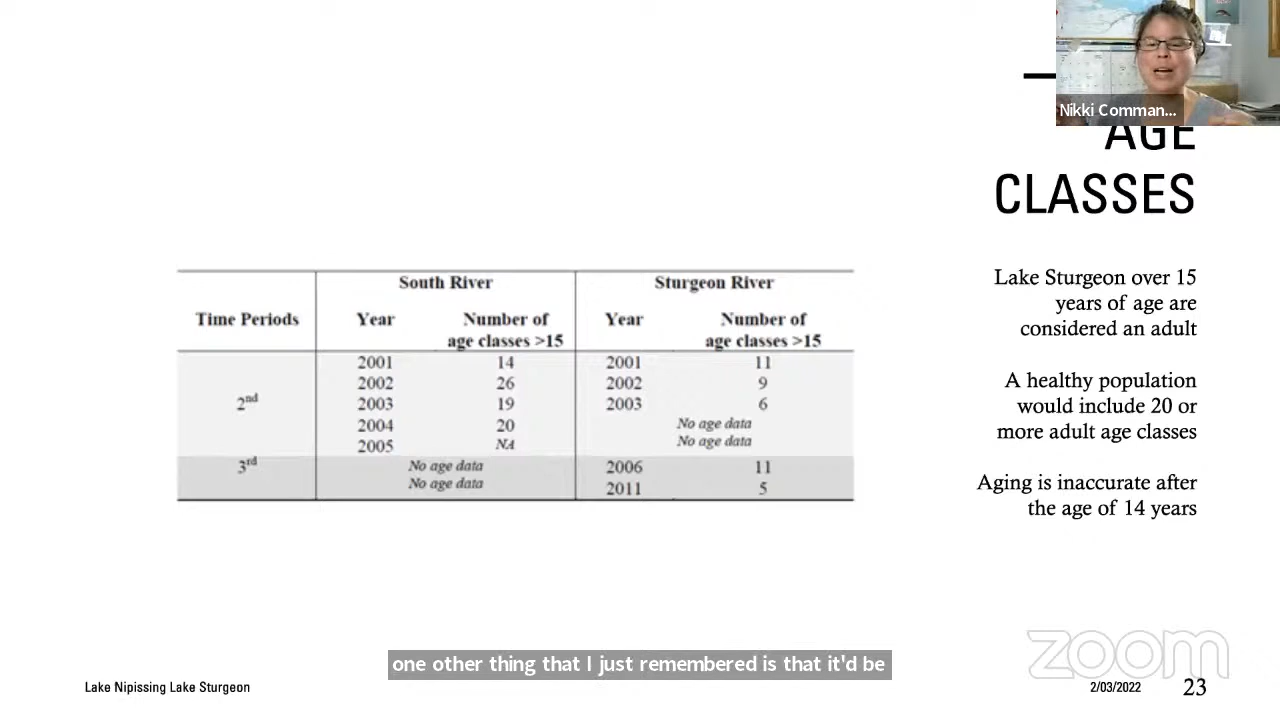 Nikki Comman...
AGE
CLASSES
Lake Sturgeon over 15
years of age are
considered an adult
A healthy population
would include 20 or
more adult age classes
Aging is inaccurate after
the age of 14 years
South River Sturgeon River
Time Periods Year Number of Year Number of
age classes >15 age classes >15
2001 14 2001 11
2002 26 2002 9
2nd 2003 19 2003 6
2004 20 No age data
2005 NA No age data
3rd No age data 2006 11
No age data 2011 5
one other thing that I just remembered is that it'd be
zoom
Lake Nipissing Lake Sturgeon 2/03/2022 23